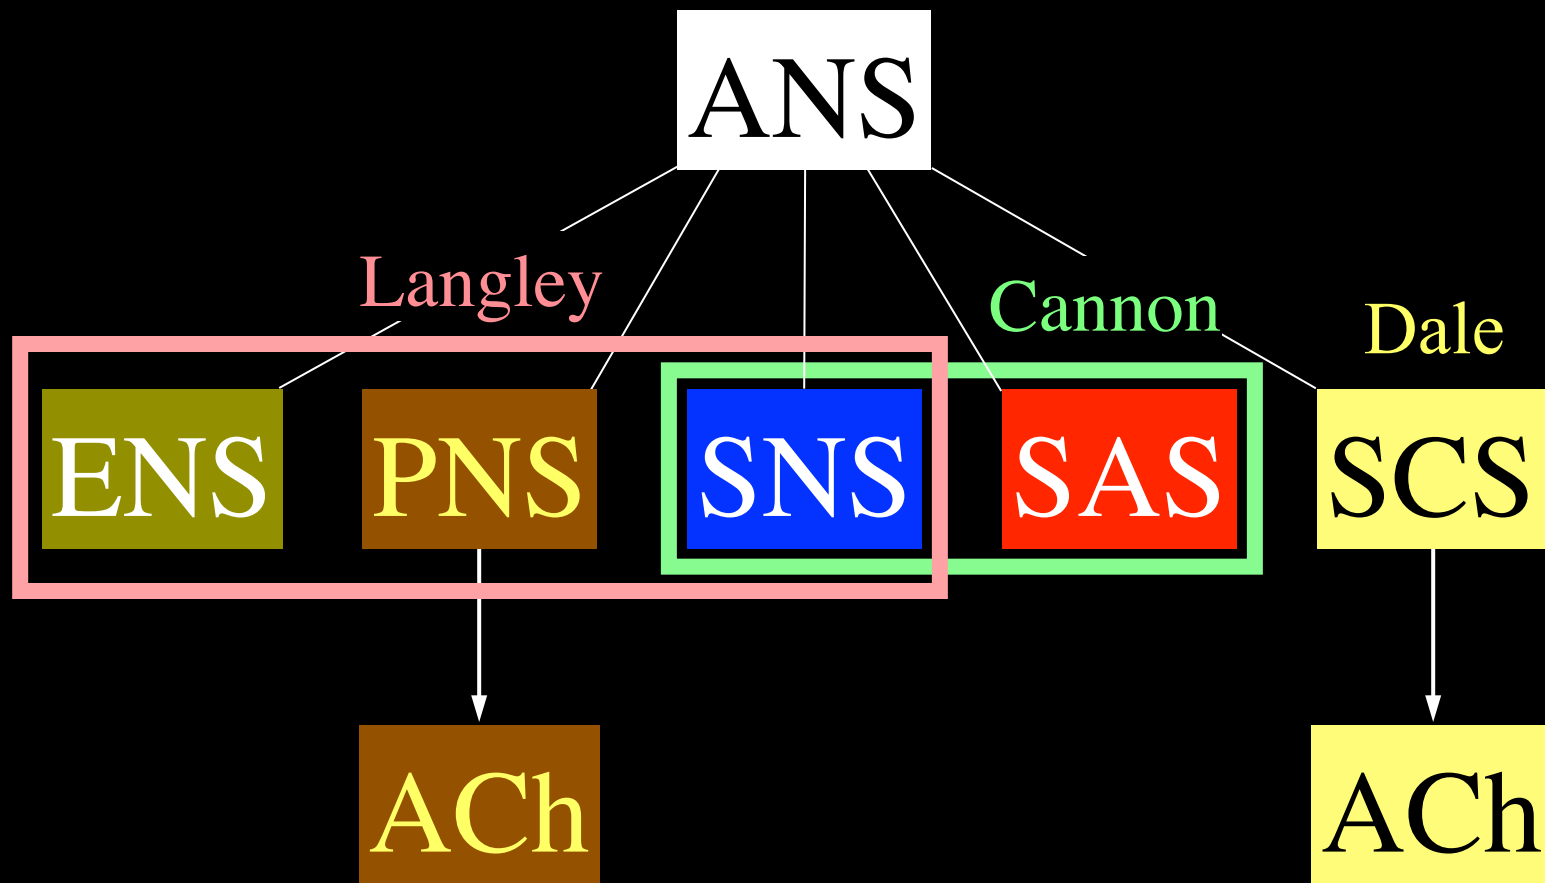 ANS
Langley
Cannon
Dale
ENS
PNS
SNS
SAS
SCS
ACh
ACh